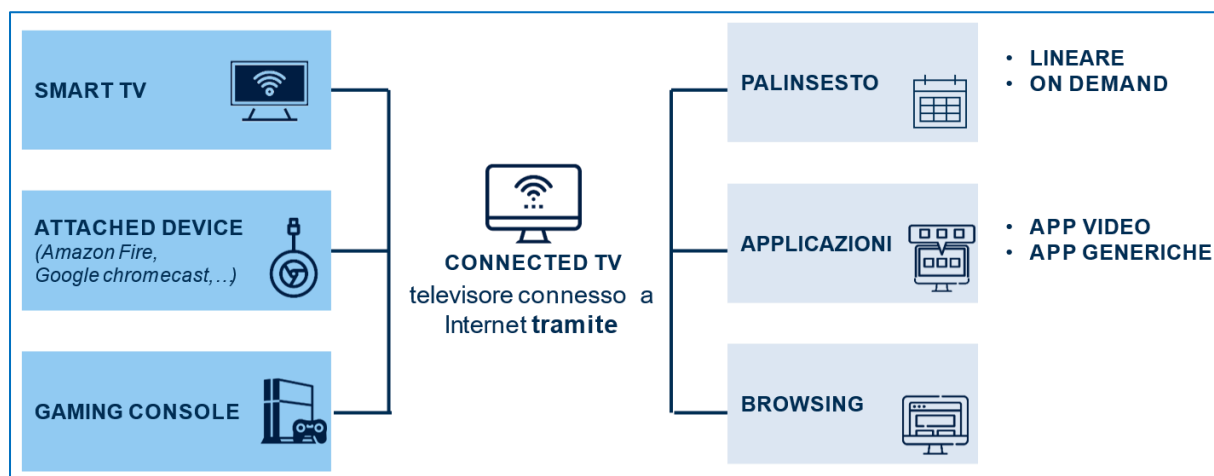 SMART TV
ATTACHED DEVICE
(Amazon Fire,
Google chromecast,..)
GAMING CONSOLE
CONNECTED TV
televisore connesso a
Internet tramite
PALINSESTO
• LINEARE
• ON DEMAND
APPLICAZIONI
• APP VIDEO
• APP GENERICHE
BROWSING